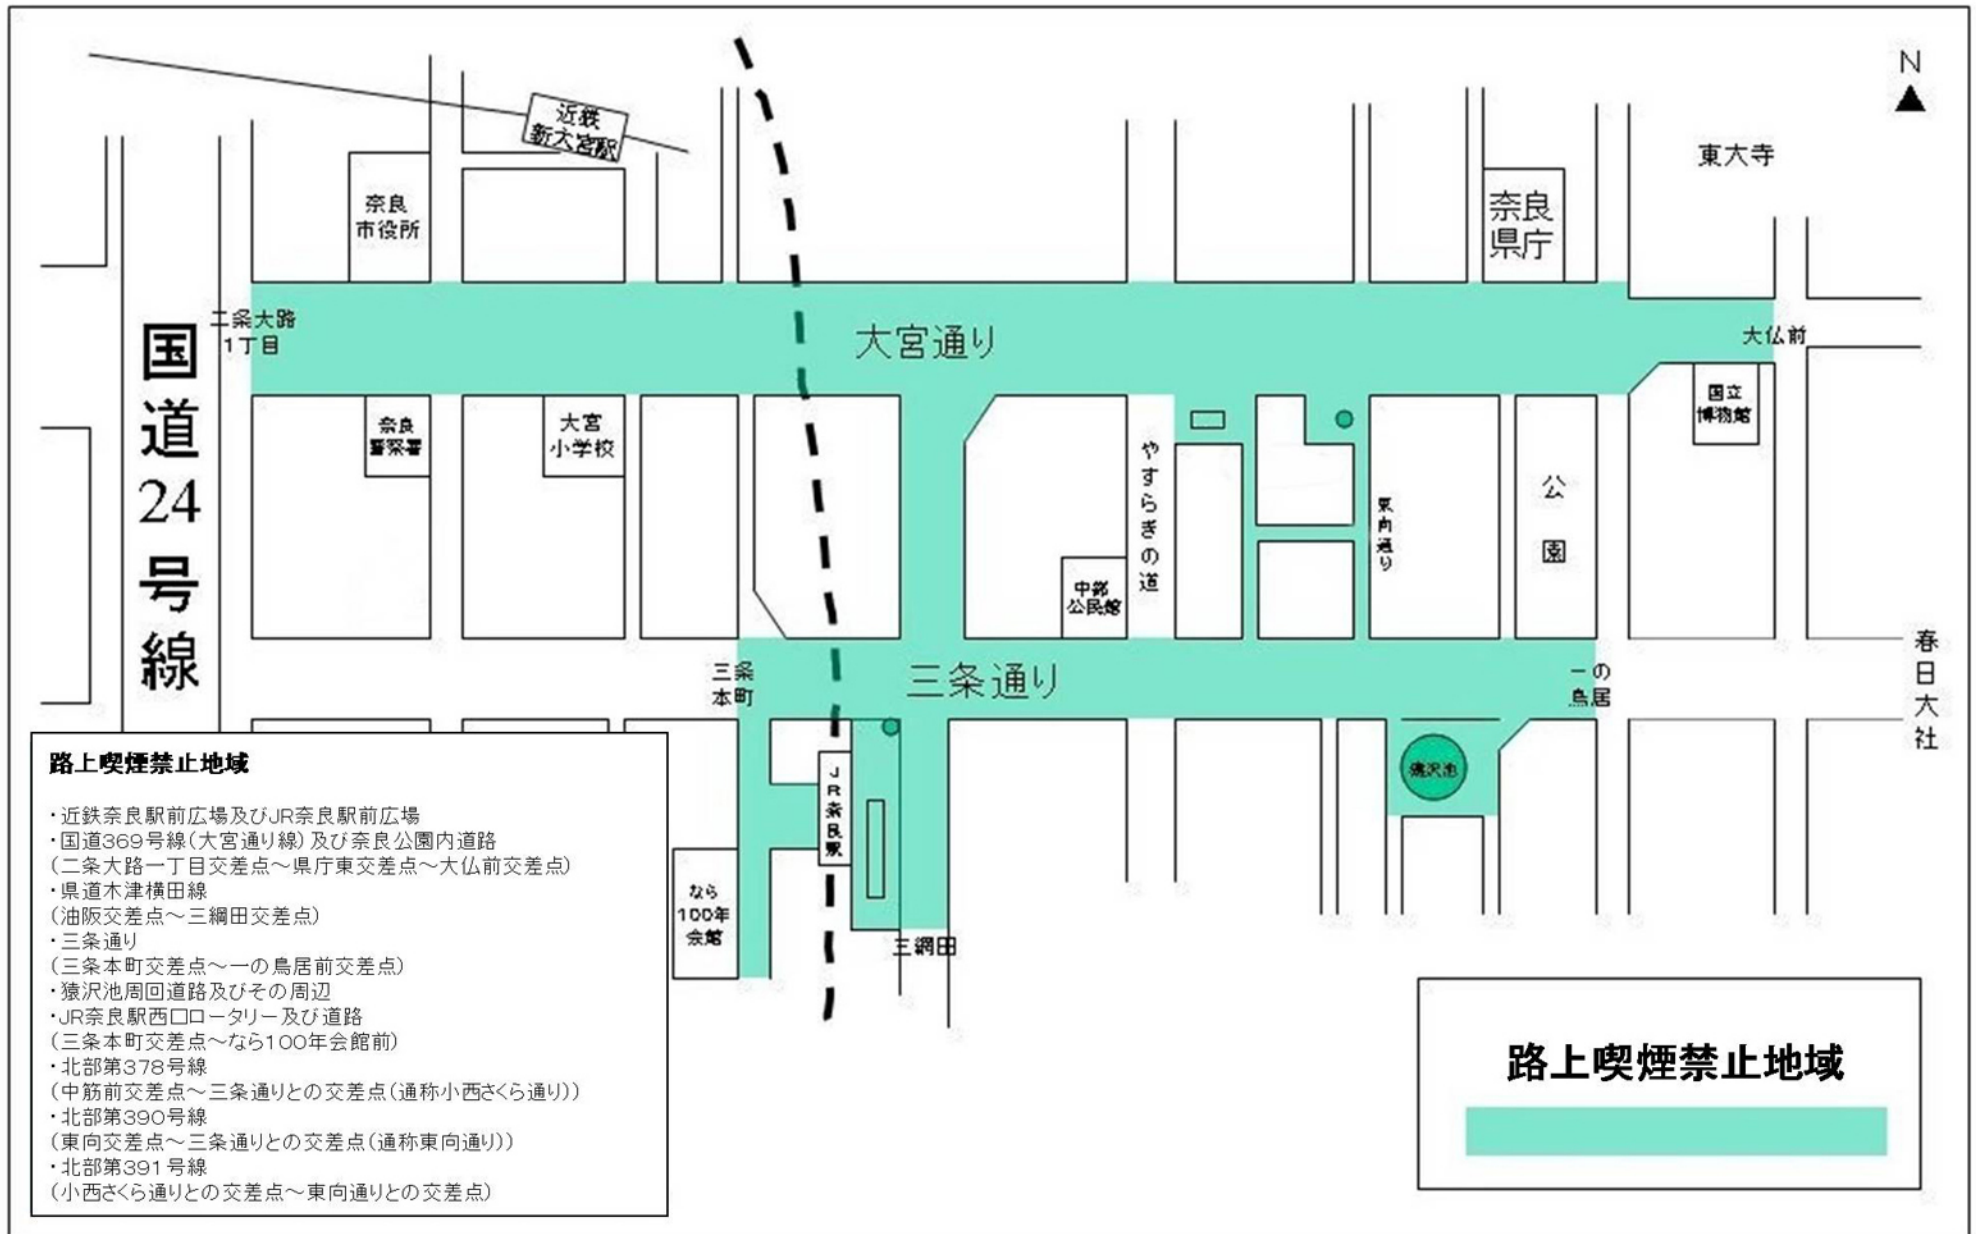 N
東大寺
近鉄
新大宮駅
奈良
市役所
奈良
県庁
二条大路
1丁目
大宮通り
大仏前
国道24号線
奈良
警察署
大宮
小学校
国立
博物館
やすらぎの道
東向通り
公園
中部
公民館
三条
本町
三条通り
一の
鳥居
春日大社
猿沢池
JR奈良駅
なら
100年
会館
三網田
路上喫煙禁止地域
・近鉄奈良駅前広場及びJR奈良駅前広場
・国道369号線(大宮通り線)及び奈良公園内道路
(二条大路一丁目交差点～県庁東交差点～大仏前交差点)
・県道木津横田線
(油阪交差点～三綱田交差点)
・三条通り
(三条本町交差点～一の鳥居前交差点)
・猿沢池周回道路及びその周辺
・JR奈良駅西口ロータリー及び道路
(三条本町交差点～なら100年会館前)
・北部第378号線
(中筋前交差点～三条通りとの交差点(通称小西さくら通り))
・北部第390号線
(東向交差点～三条通りとの交差点(通称東向通り))
・北部第391号線
(小西さくら通りとの交差点～東向通りとの交差点)
路上喫煙禁止地域